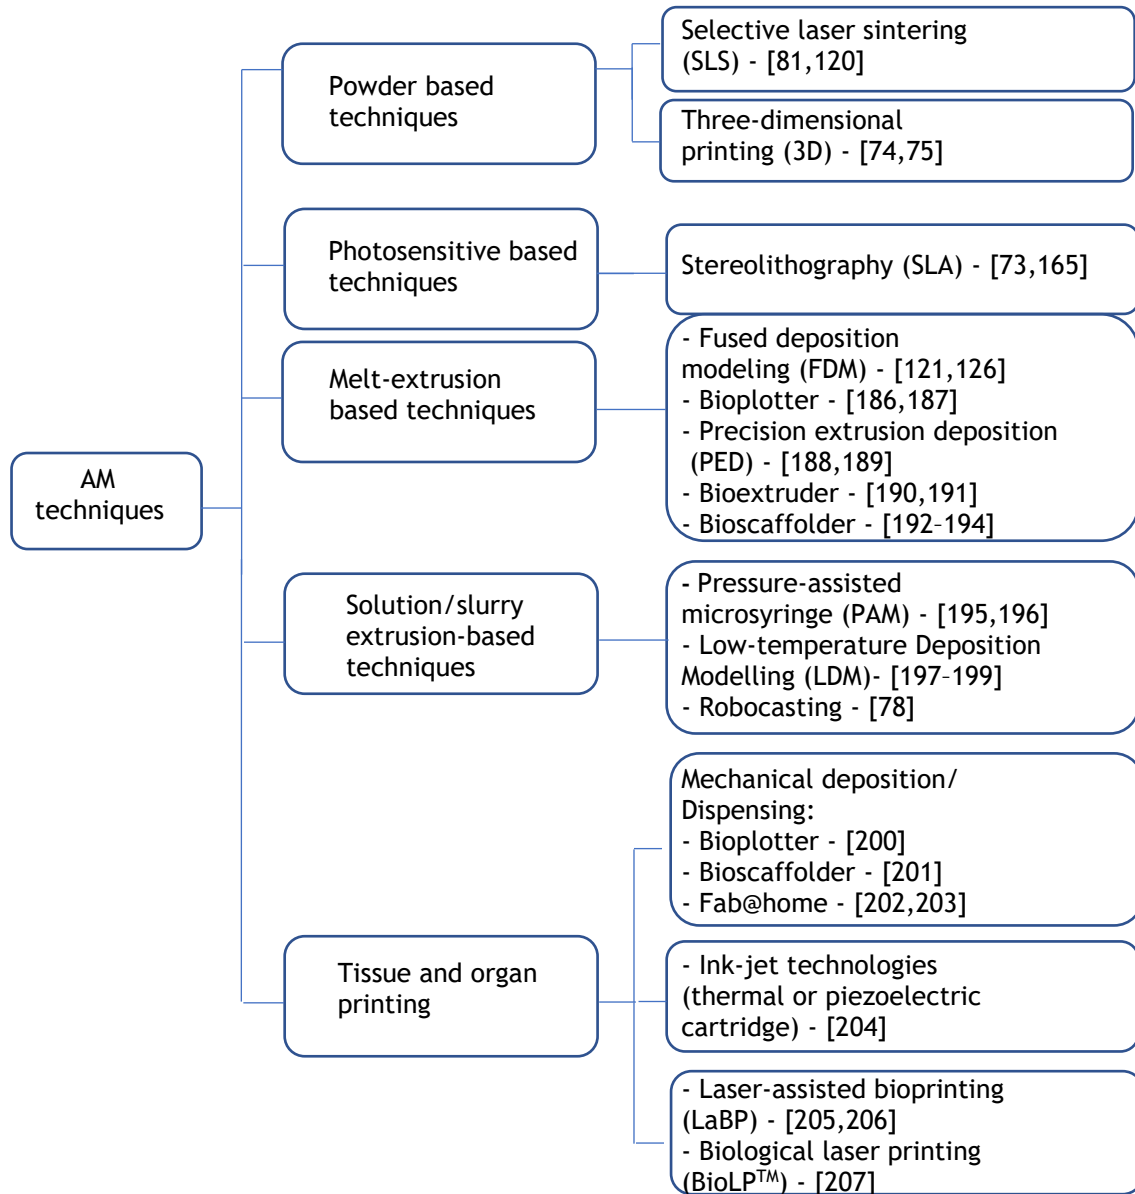 AM
techniques
Powder based
techniques
Selective laser sintering
(SLS) - [81,120]
Three-dimensional
printing (3D) - [74,75]
Photosensitive based
techniques
Stereolithography (SLA) - [73,165]
Melt-extrusion
based techniques
- Fused deposition
modeling (FDM) - [121,126]
- Bioplotter - [186,187]
- Precision extrusion deposition
(PED) - [188,189]
- Bioextruder - [190,191]
- Bioscaffolder - [192–194]
Solution/slurry
extrusion-based
techniques
- Pressure-assisted
microsyringe (PAM) - [195,196]
- Low-temperature Deposition
Modelling (LDM)- [197–199]
- Robocasting - [78]
Tissue and organ
printing
Mechanical deposition/
Dispensing:
- Bioplotter - [200]
- Bioscaffolder - [201]
- Fab@home - [202,203]
- Ink-jet technologies
(thermal or piezoelectric
cartridge) - [204]
- Laser-assisted bioprinting
(LaBP) - [205,206]
- Biological laser printing
(BioLP™) - [207]